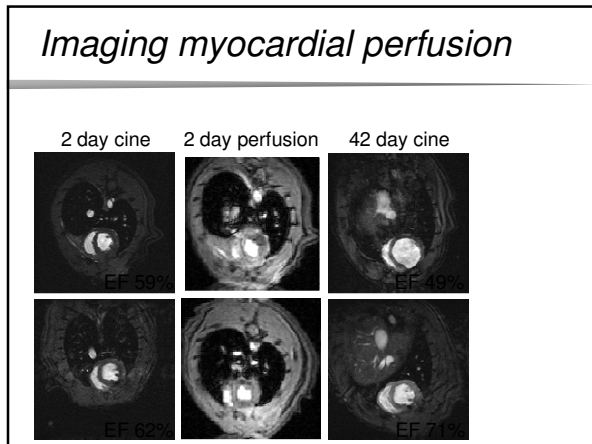 Imaging myocardial perfusion
2 day cine 2 day perfusion 42 day cine
EF 59% EF 49%
EF 62% EF 71%